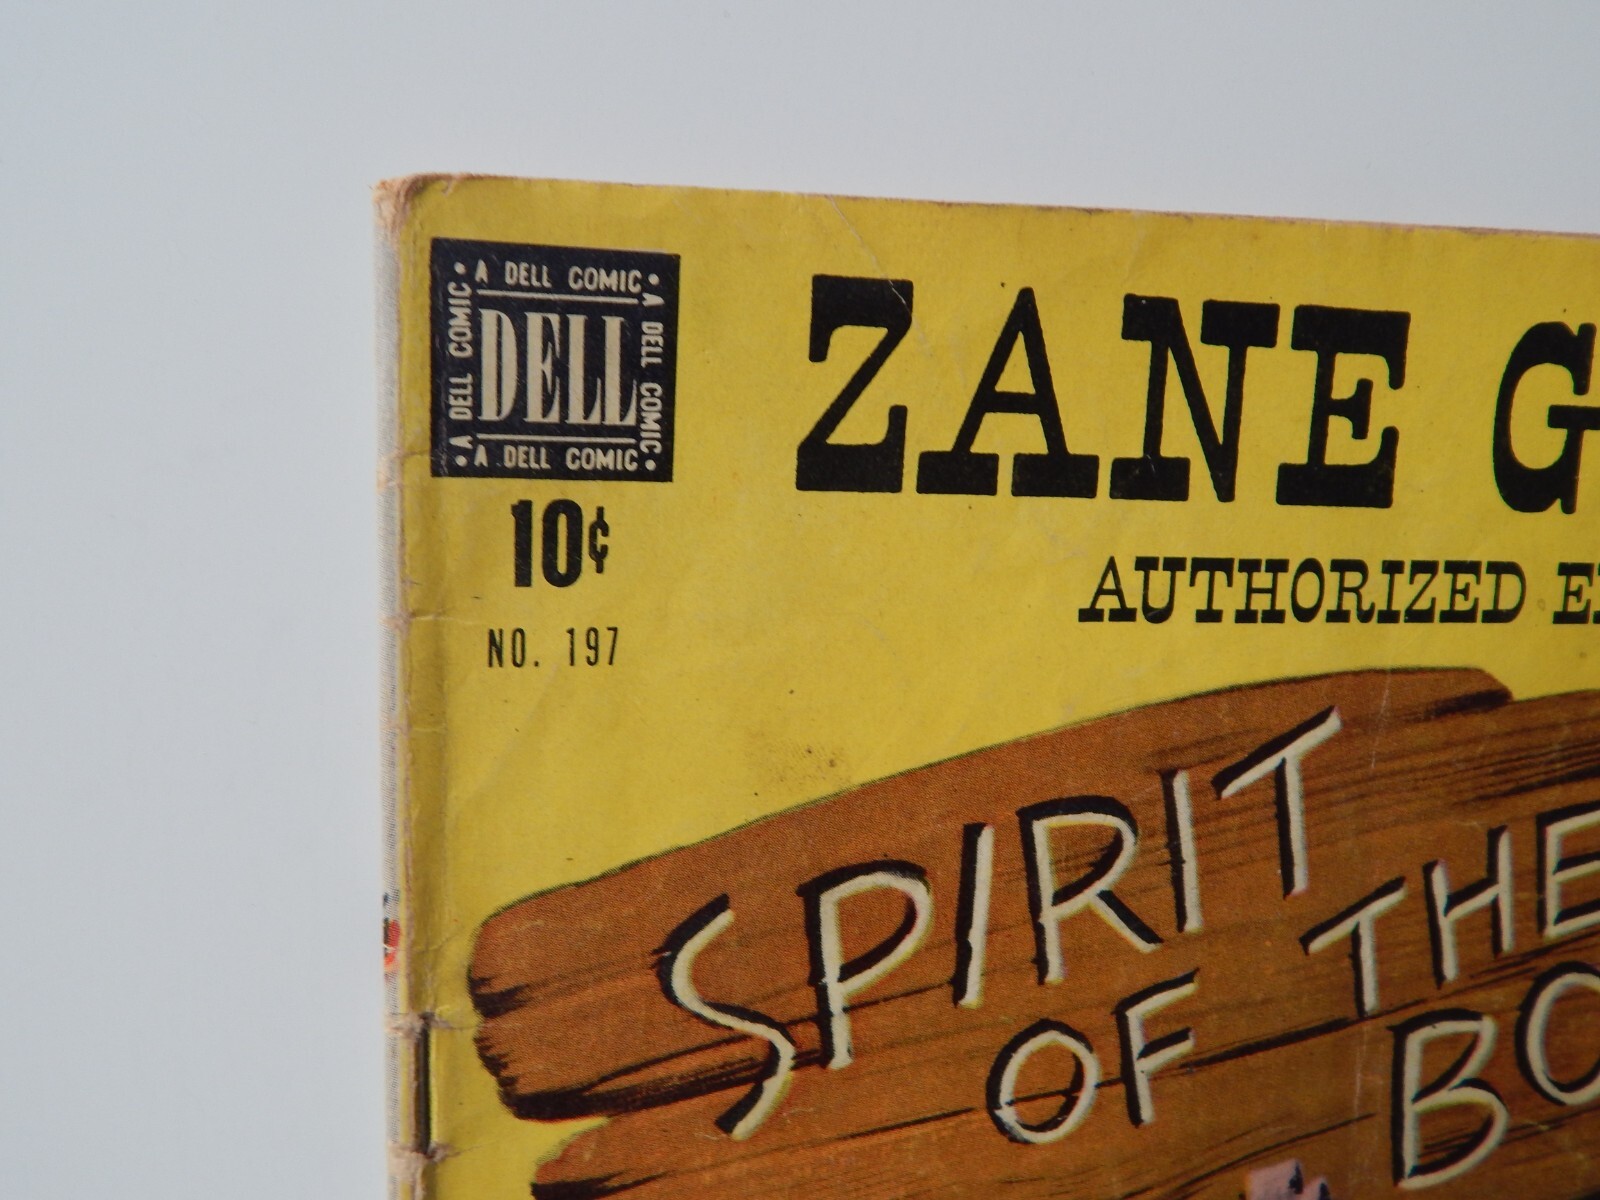 • A DELL COMIC •
A DELL COMIC
DELL
A DELL COMIC
• A DELL COMIC •
10¢
NO. 197
ZANE G
AUTHORIZED
SPIRIT
OF THE
BO